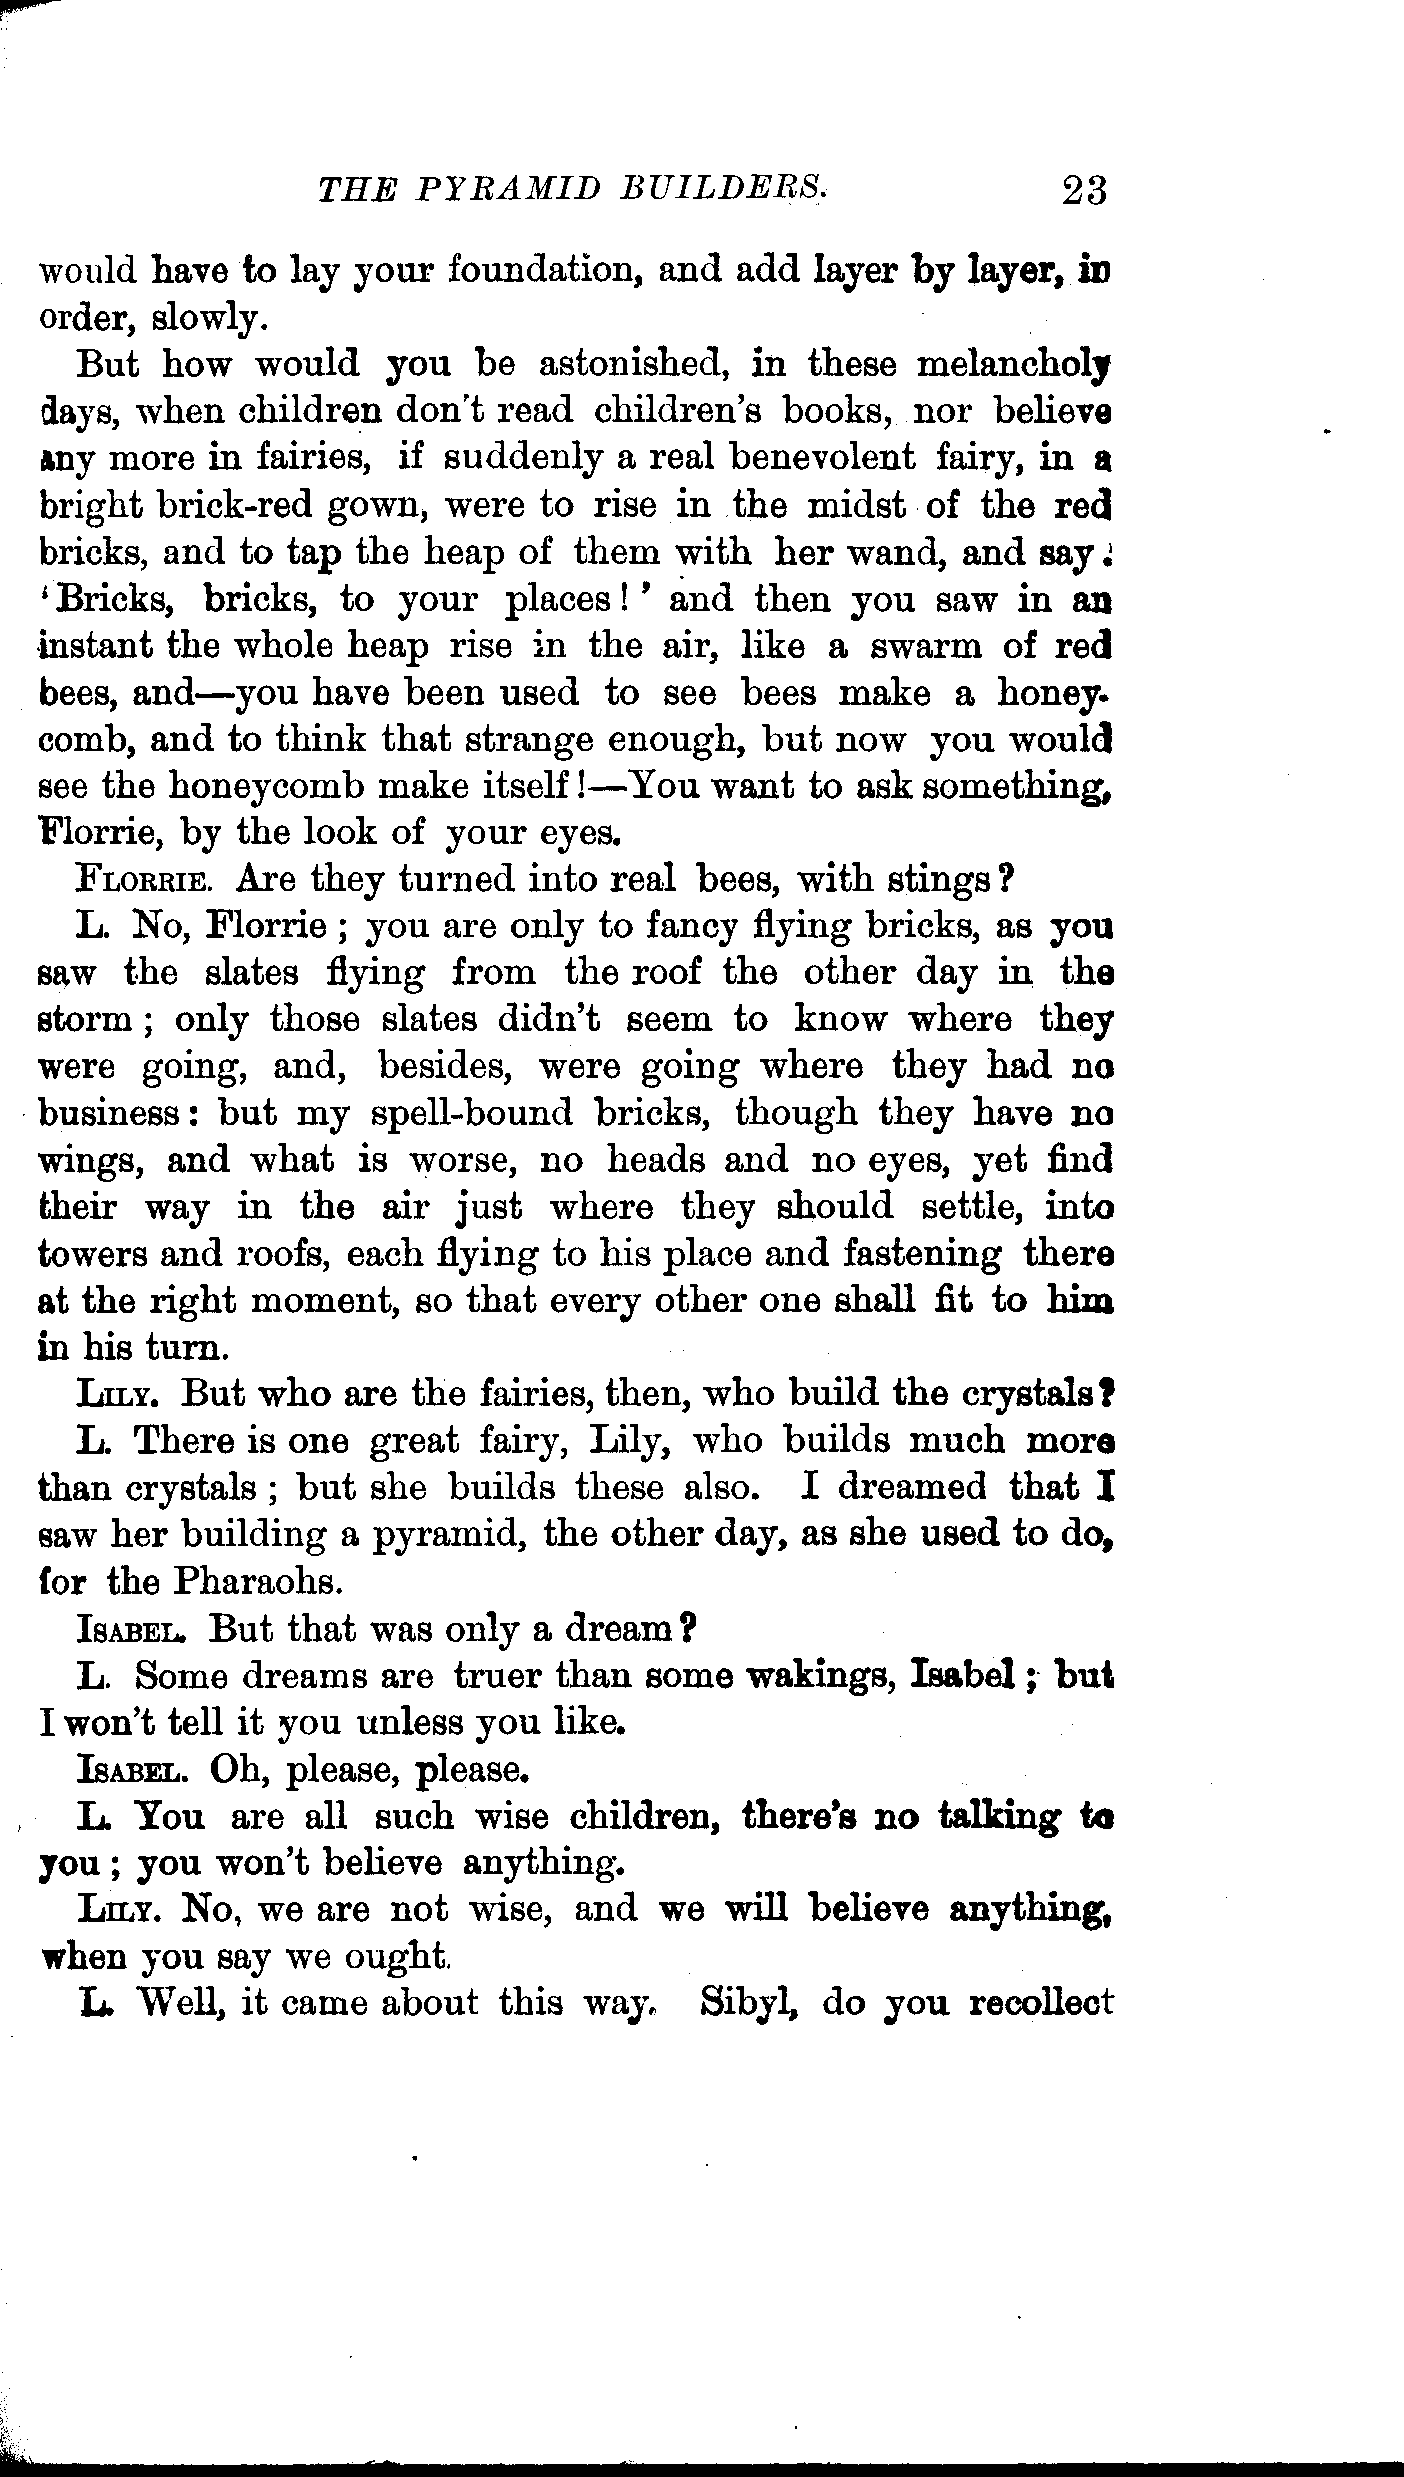 THE PYRAMID BUILDERS. 23
would have to lay your foundation, and add layer by layer, in
order, slowly.
But how would you be astonished, in these melancholy
days, when children don't read children's books, nor believe
any more in fairies, if suddenly a real benevolent fairy, in a
bright brick-red gown, were to rise in the midst of the red
bricks, and to tap the heap of them with her wand, and say:
'Bricks, bricks, to your places!' and then you saw in an
instant the whole heap rise in the air, like a swarm of red
bees, and—you have been used to see bees make a honey-
comb, and to think that strange enough, but now you would
see the honeycomb make itself!—You want to ask something,
Florrie, by the look of your eyes.
FLORRIE. Are they turned into real bees, with stings?
L. No, Florrie; you are only to fancy flying bricks, as you
saw the slates flying from the roof the other day in the
storm; only those slates didn't seem to know where they
were going, and, besides, were going where they had no
business: but my spell-bound bricks, though they have no
wings, and what is worse, no heads and no eyes, yet find
their way in the air just where they should settle, into
towers and roofs, each flying to his place and fastening there
at the right moment, so that every other one shall fit to him
in his turn.
LILY. But who are the fairies, then, who build the crystals?
L. There is one great fairy, Lily, who builds much more
than crystals; but she builds these also. I dreamed that I
saw her building a pyramid, the other day, as she used to do,
for the Pharaohs.
ISABEL. But that was only a dream?
L. Some dreams are truer than some wakings, Isabel; but
I won't tell it you unless you like.
ISABEL. Oh, please, please.
L. You are all such wise children, there's no talking to
you; you won't believe anything.
LILY. No, we are not wise, and we will believe anything,
when you say we ought.
L. Well, it came about this way. Sibyl, do you recollect